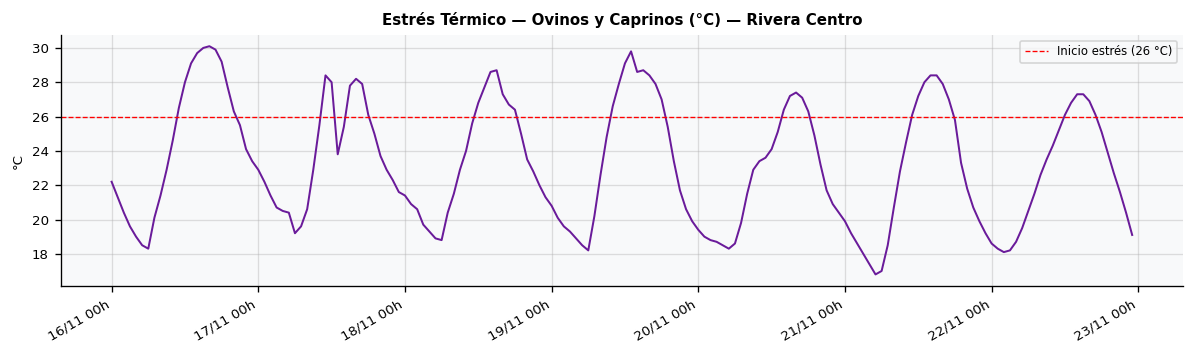 Estrés Térmico — Ovinos y Caprinos (°C) — Rivera Centro
Inicio estrés (26 °C)
°C
30
28
26
24
22
20
18
16/11 00h
17/11 00h
18/11 00h
19/11 00h
20/11 00h
21/11 00h
22/11 00h
23/11 00h